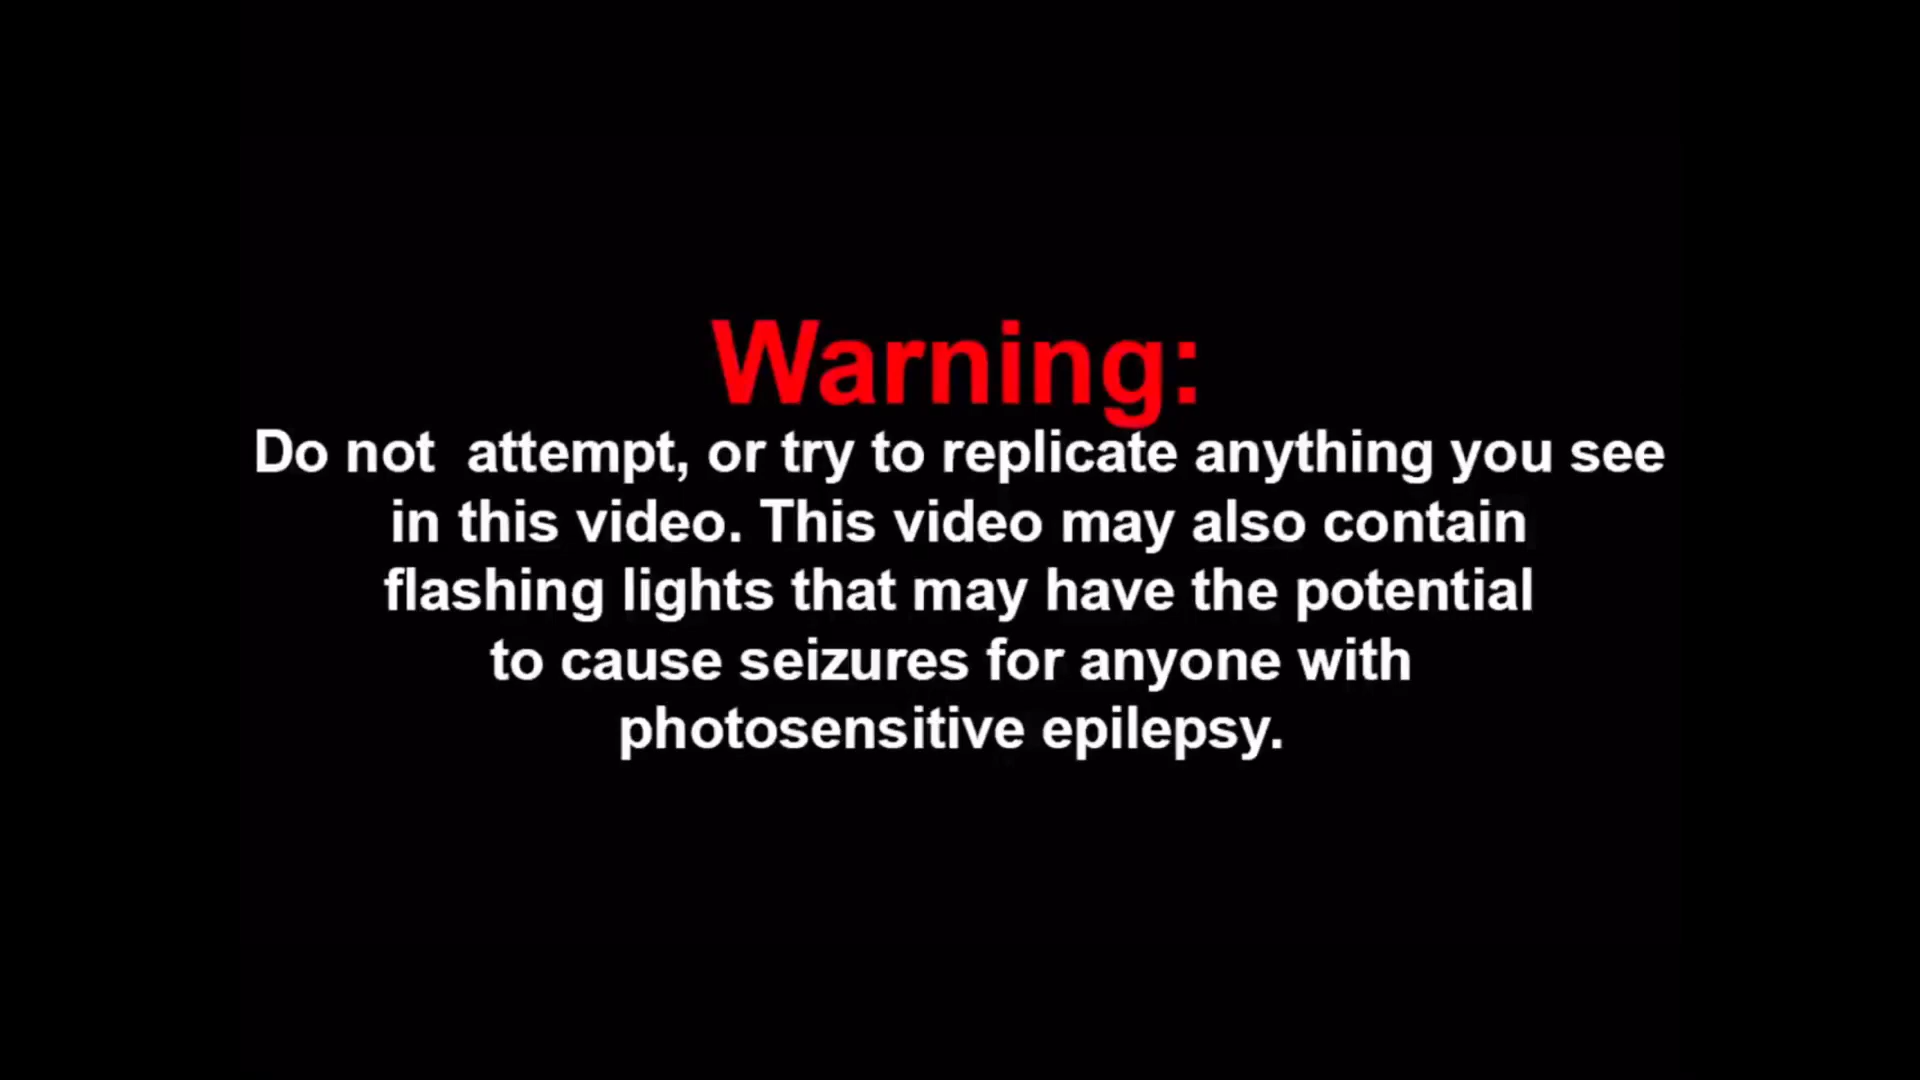 Warning:
Do not  attempt, or try to replicate anything you see
in this video. This video may also contain
flashing lights that may have the potential
to cause seizures for anyone with
photosensitive epilepsy.